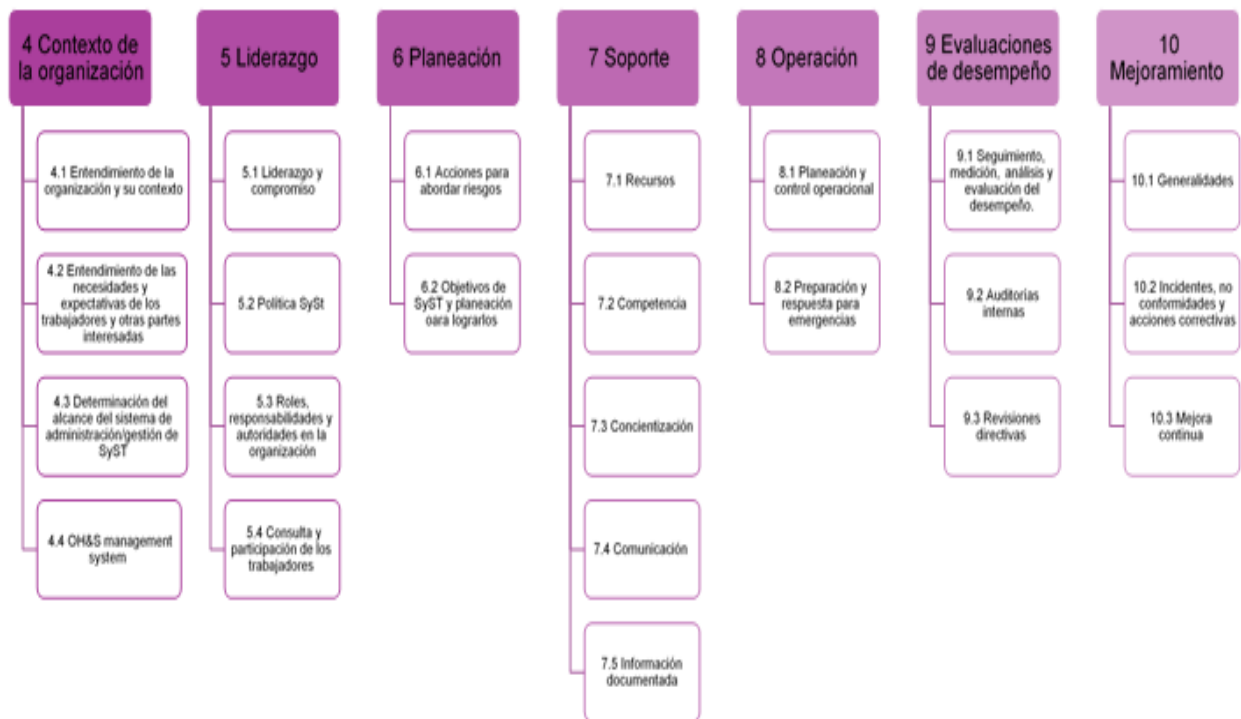 4 Contexto de
la organización
4.1 Entendimiento de la
organización y su contexto
4.2 Entendimiento de las
necesidades y
expectativas de los
trabajadores y otras partes
interesadas
4.3 Determinación del
alcance del sistema de
administración/gestión de
SyST
4.4 OH&S management
system
5 Liderazgo
5.1 Liderazgo y
compromiso
5.2 Política SySt
5.3 Roles,
responsabilidades y
autoridades en la
organización
5.4 Consulta y
participación de los
trabajadores
6 Planeación
6.1 Acciones para
abordar riesgos
6.2 Objetivos de
SyST y planeación
oara lograrlos
7 Soporte
7.1 Recursos
7.2 Competencia
7.3 Concientización
7.4 Comunicación
7.5 Información
documentada
8 Operación
8.1 Planeación y
control operacional
8.2 Preparación y
respuesta para
emergencias
9 Evaluaciones
de desempeño
9.1 Seguimiento,
medición, análisis y
evaluación del
desempeño.
9.2 Auditorías
internas
9.3 Revisiones
directivas
10
Mejoramiento
10.1 Generalidades
10.2 Incidentes, no
conformidades y
acciones correctivas
10.3 Mejora
continua